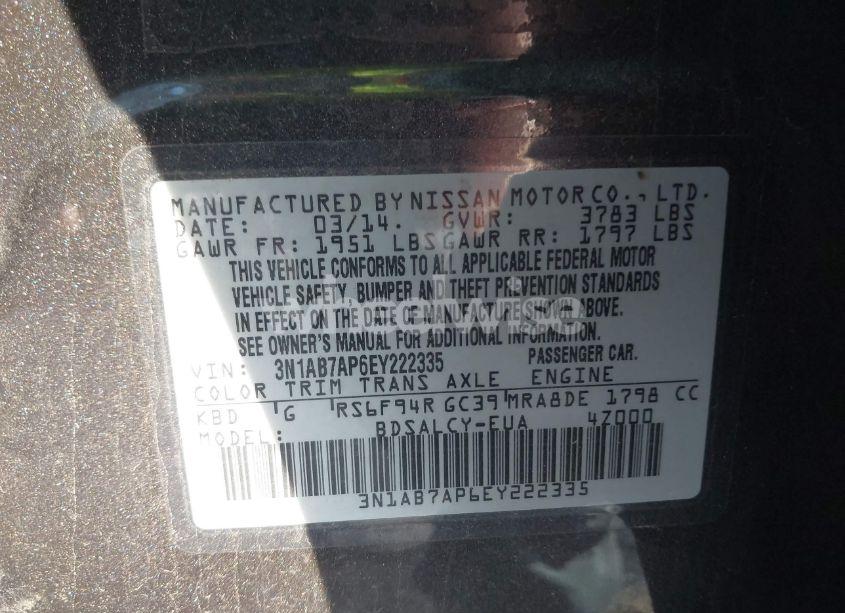 MANUFACTURED BY NISSAN MOTOR CO., LTD.
DATE: 03/14. GVWR: 3783 LBS
GAWR FR: 1951 LBS GAWR RR: 1797 LBS
THIS VEHICLE CONFORMS TO ALL APPLICABLE FEDERAL MOTOR
VEHICLE SAFETY, BUMPER AND THEFT PREVENTION STANDARDS
IN EFFECT ON THE DATE OF MANUFACTURE SHOWN ABOVE.
SEE OWNER'S MANUAL FOR ADDITIONAL INFORMATION.
VIN: 3N1AB7AP6EY222335 PASSENGER CAR.
COLOR TRIM TRANS AXLE ENGINE
KBD G RS6F94R GC39 MRA8DE 1798 CC
MODEL: BDSALCY-EUA 4Z000
3N1AB7AP6EY222335